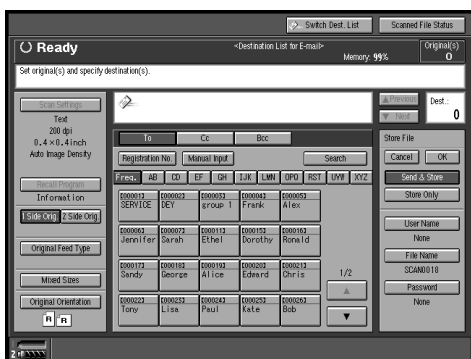 Switch Dest. List
Scanned File Status
Ready
<Destination List for E-mail>
Memory: 99%
Original(s)
0
Set original(s) and specify destination(s).
Scan Settings
Text
200 dpi
0.4×0.4inch
Auto Image Density
Recall Program
Information
1 Side Orig.
2 Side Orig.
Original Feed Type
Mixed Sizes
Original Orientation
R R
▲Previous
▼ Next
Dest.:
0
To
Cc
Bcc
Registration No.
Manual Input
Search
Freq. AB CD EF GH IJK LMN OPQ RST UVW XYZ
[00001] [00002] [00003] [00004] [00005]
SERVICE DEY group 1 Frank Alex
[00006] [00007] [00011] [00015] [00016]
Jennifer Sarah Ethel Dorothy Ronald
[00017] [00018] [00019] [00020] [00021]
Sandy George Alice Edward Chris
[00022] [00023] [00024] [00025] [00026]
Tony Lisa Paul Kate Bob
1/2
▲
▼
Store File
Cancel
OK
Send & Store
Store Only
User Name
None
File Name
SCAN0018
Password
None
2